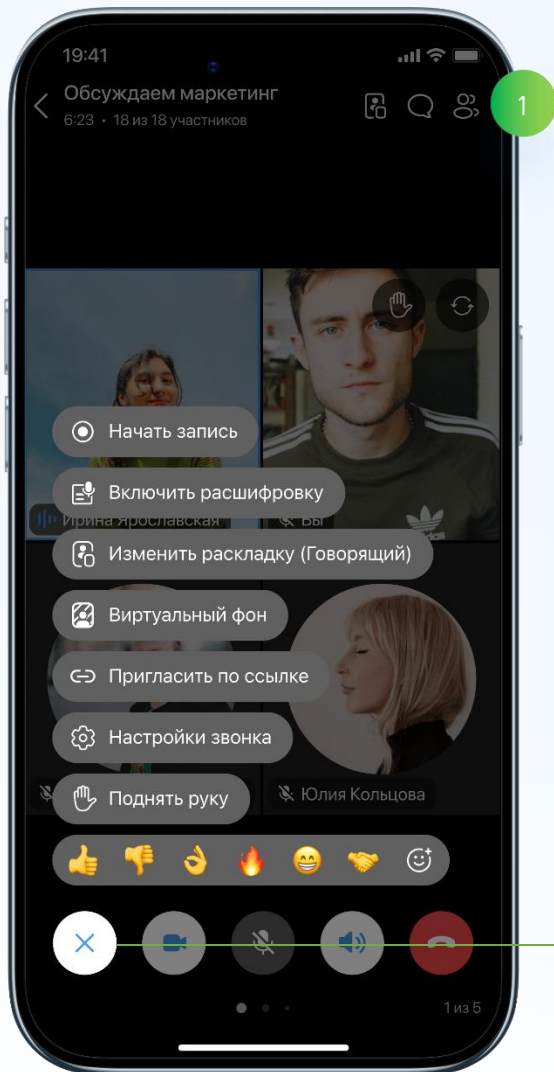 19:41
Обсуждаем маркетинг
6:23 • 18 из 18 участников
1
Начать запись
Включить расшифровку
Ирина Ярославская
Вы
Изменить раскладку (Говорящий)
Виртуальный фон
Пригласить по ссылке
Настройки звонка
Поднять руку
Юлия Кольцова
1 из 5